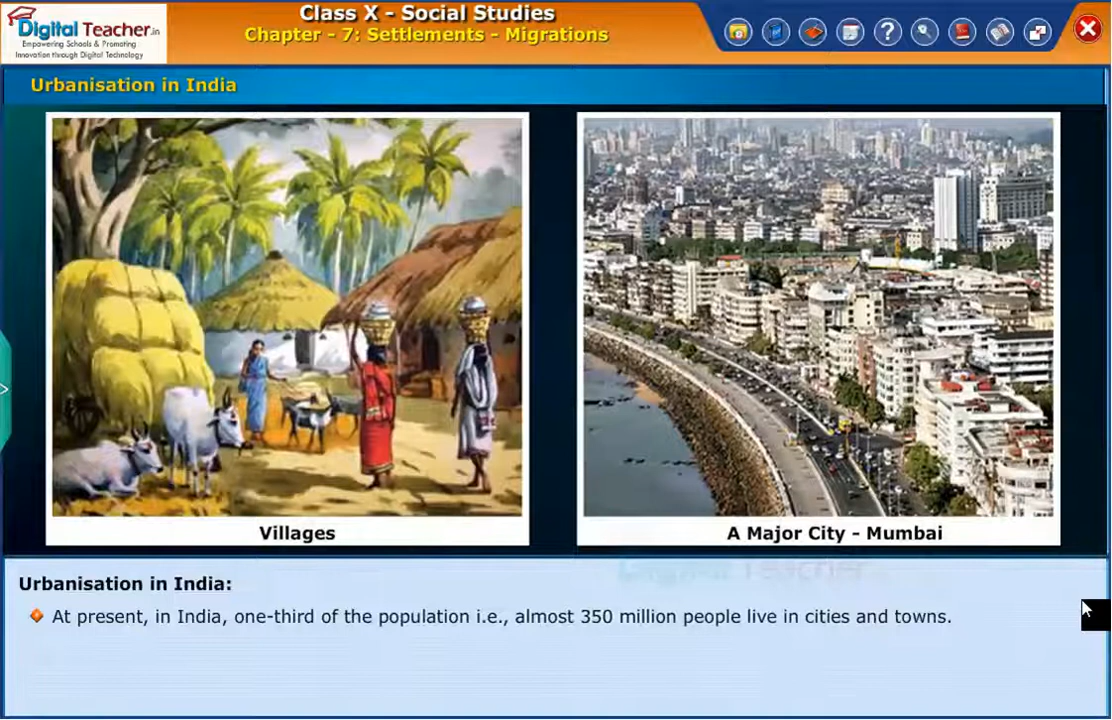 Digital Teacher.in
Empowering Schools & Promoting
Innovation through Digital Technology
Class X - Social Studies
Chapter - 7: Settlements - Migrations
Urbanisation in India
Villages
A Major City - Mumbai
Urbanisation in India:
At present, in India, one-third of the population i.e., almost 350 million people live in cities and towns.